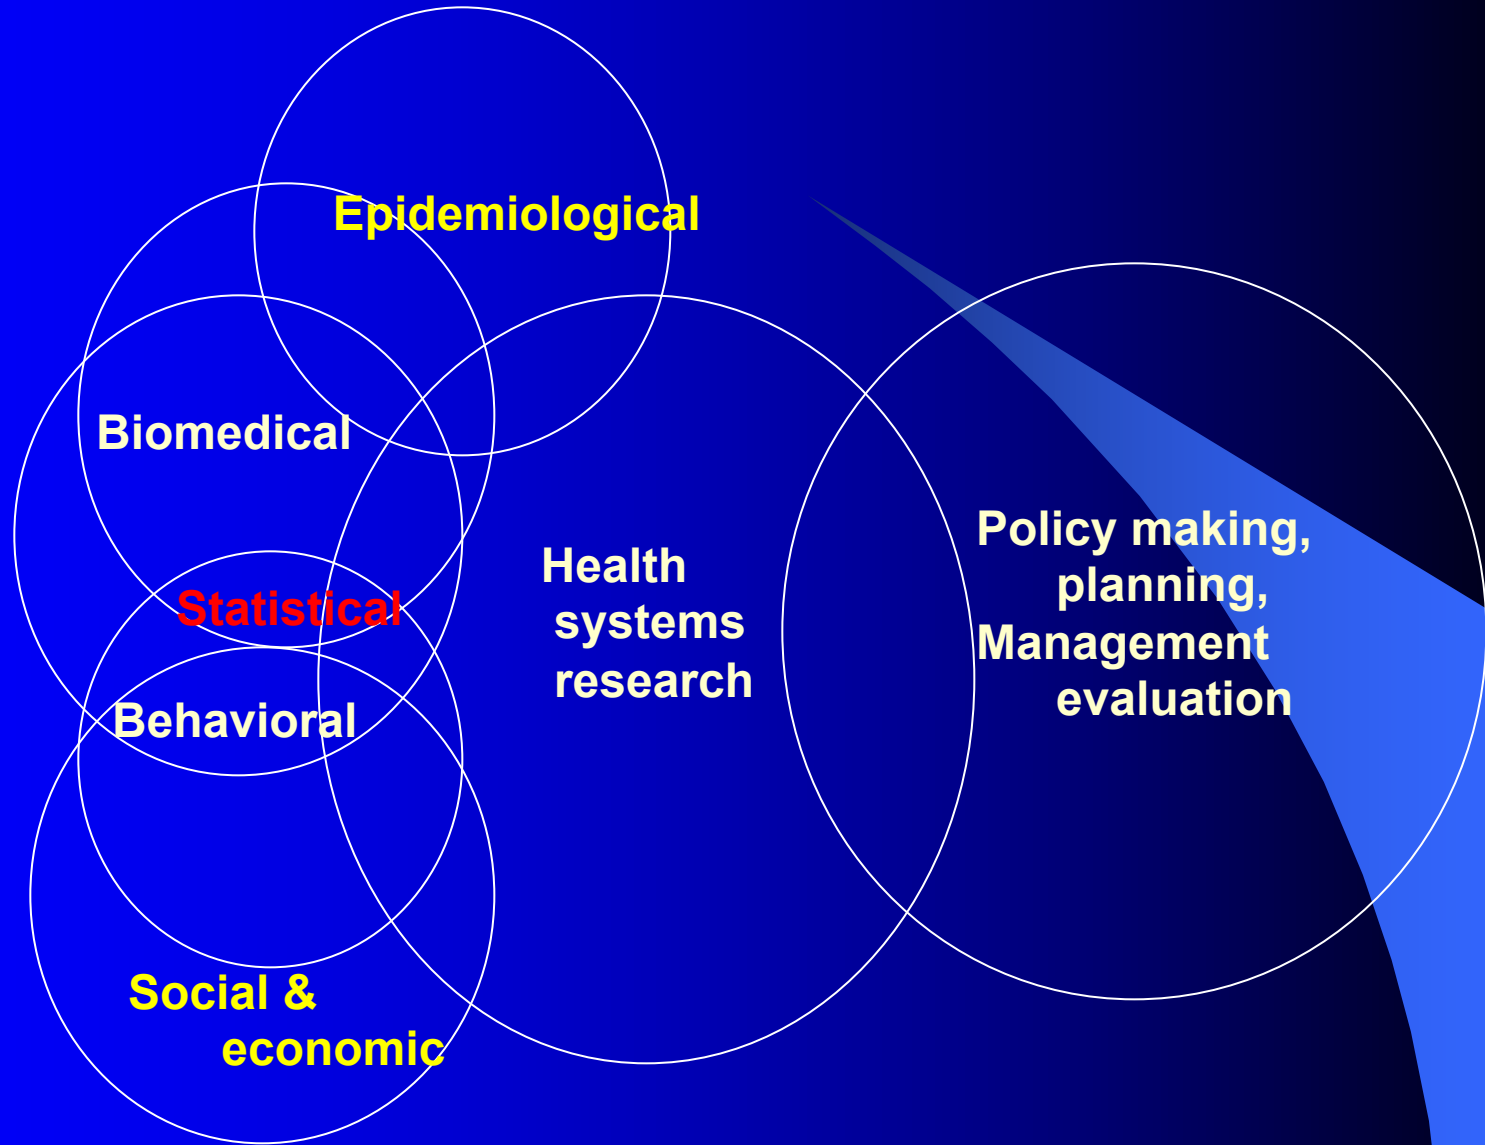 Epidemiological
Biomedical
Statistical
Behavioral
Social &
economic
Health
systems
research
Policy making,
planning,
Management
evaluation